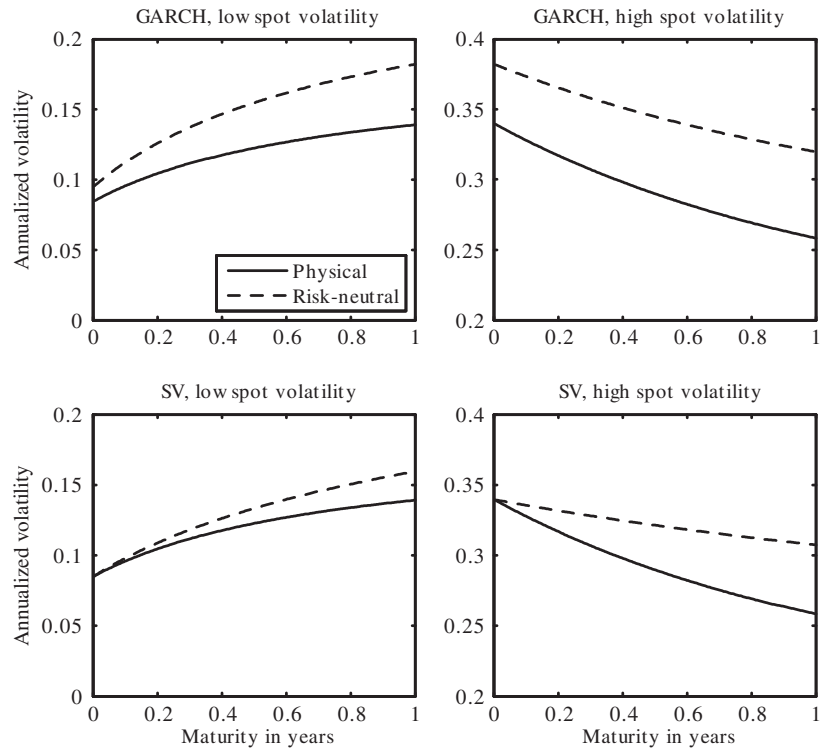 GARCH, low spot volatility
Annualized volatility
0.2
0.15
0.1
0.05
0
0 0.2 0.4 0.6 0.8 1
Physical
Risk-neutral
GARCH, high spot volatility
0.4
0.35
0.3
0.25
0.2
0 0.2 0.4 0.6 0.8 1
SV, low spot volatility
Annualized volatility
0.2
0.15
0.1
0.05
0
0 0.2 0.4 0.6 0.8 1
Maturity in years
SV, high spot volatility
0.4
0.35
0.3
0.25
0.2
0 0.2 0.4 0.6 0.8 1
Maturity in years